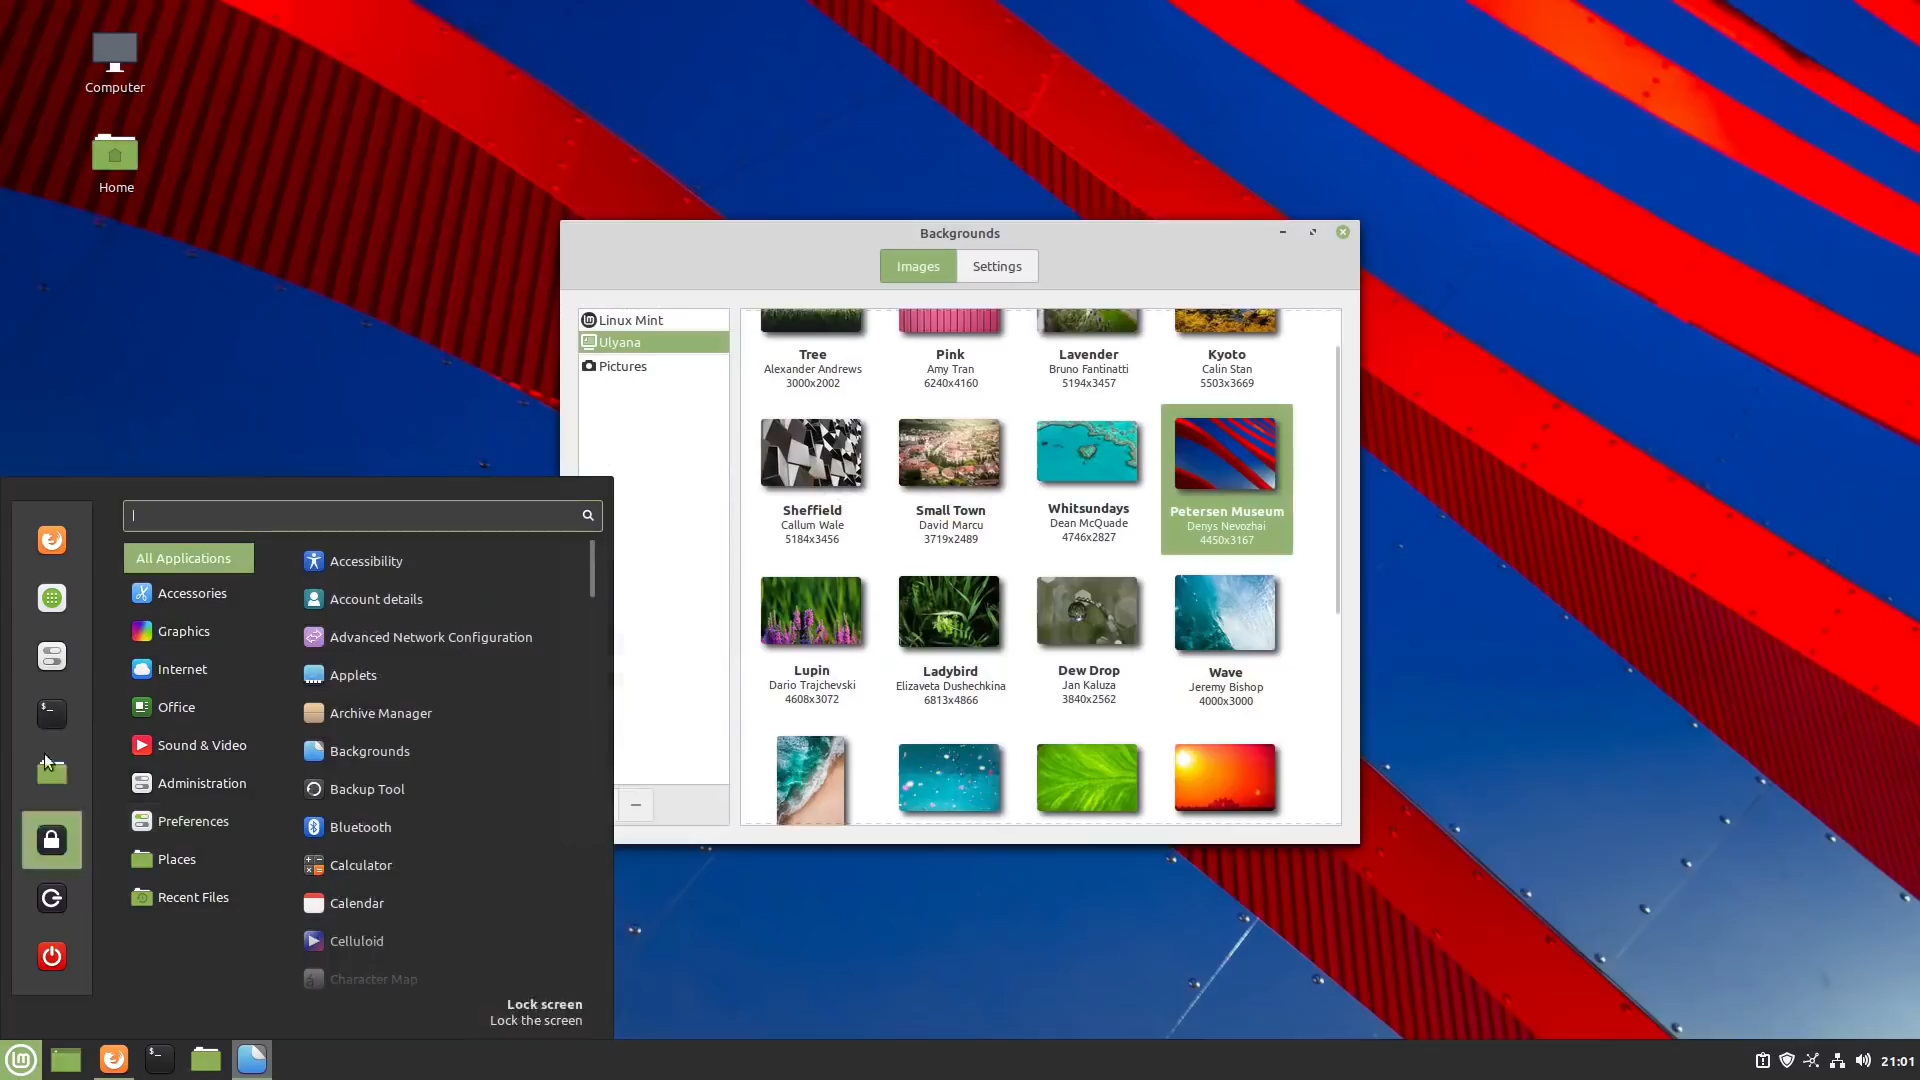 Computer
Home
Backgrounds
Images
Settings
Linux Mint
Ulyana
Pictures
Tree
Alexander Andrews
3000x2002
Pink
Amy Tran
6240x4160
Lavender
Bruno Fantinatti
5194x3457
Kyoto
Calin Stan
5503x3669
Sheffield
Callum Wale
5184x3456
Small Town
David Marcu
3719x2489
Whitsundays
Dean McQuade
4746x2827
Petersen Museum
Denys Nevozhai
4450x3167
Lupin
Dario Trajchevski
4608x3072
Ladybird
Elizaveta Dushechkina
6813x4866
Dew Drop
Jan Kaluza
3840x2562
Wave
Jeremy Bishop
4000x3000
All Applications
Accessories
Graphics
Internet
Office
Sound & Video
Administration
Preferences
Places
Recent Files
Accessibility
Account details
Advanced Network Configuration
Applets
Archive Manager
Backgrounds
Backup Tool
Bluetooth
Calculator
Calendar
Celluloid
Character Map
Lock screen
Lock the screen
21:01